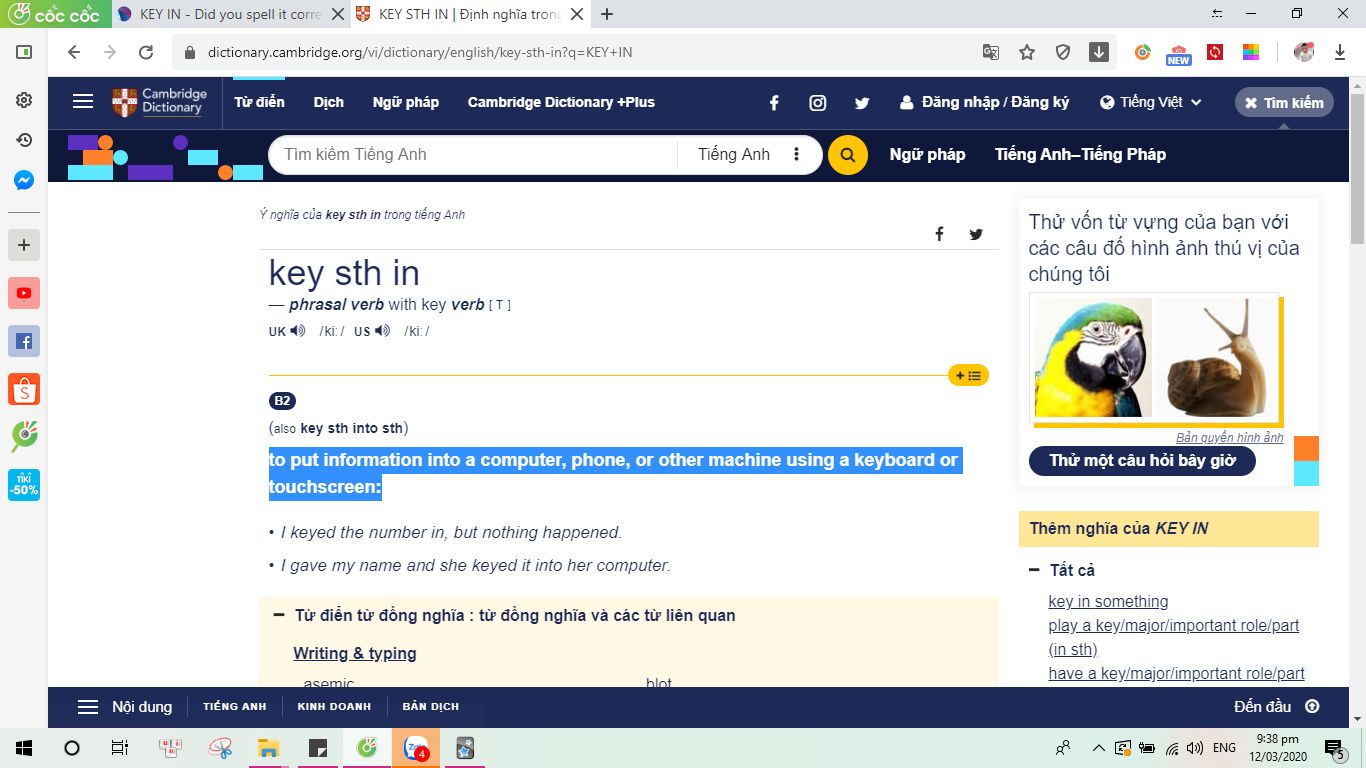 cốc cốc
KEY IN - Did you spell it corre
KEY STH IN | Định nghĩa tron
dictionary.cambridge.org/vi/dictionary/english/key-sth-in?q=KEY+IN
NEW
Cambridge
Dictionary
Từ điển
Dịch
Ngữ pháp
Cambridge Dictionary +Plus
Đăng nhập / Đăng ký
Tiếng Việt
Tìm kiếm
Tìm kiếm Tiếng Anh
Tiếng Anh
Ngữ pháp
Tiếng Anh–Tiếng Pháp
Ý nghĩa của key sth in trong tiếng Anh
key sth in
— phrasal verb with key verb [ T ]
UK /kiː/ US /kiː/
B2
(also key sth into sth)
to put information into a computer, phone, or other machine using a keyboard or
touchscreen:
• I keyed the number in, but nothing happened.
• I gave my name and she keyed it into her computer.
Từ điển từ đồng nghĩa : từ đồng nghĩa và các từ liên quan
Writing & typing
asemic
blot
Thử vốn từ vựng của bạn với
các câu đố hình ảnh thú vị của
chúng tôi
Bản quyền hình ảnh
Thử một câu hỏi bây giờ
Thêm nghĩa của KEY IN
Tất cả
key in something
play a key/major/important role/part
(in sth)
have a key/major/important role/part
TIKI
-50%
Nội dung
TIẾNG ANH
KINH DOANH
BẢN DỊCH
Đến đầu
Zalo
4
ENG
9:38 pm
12/03/2020
5